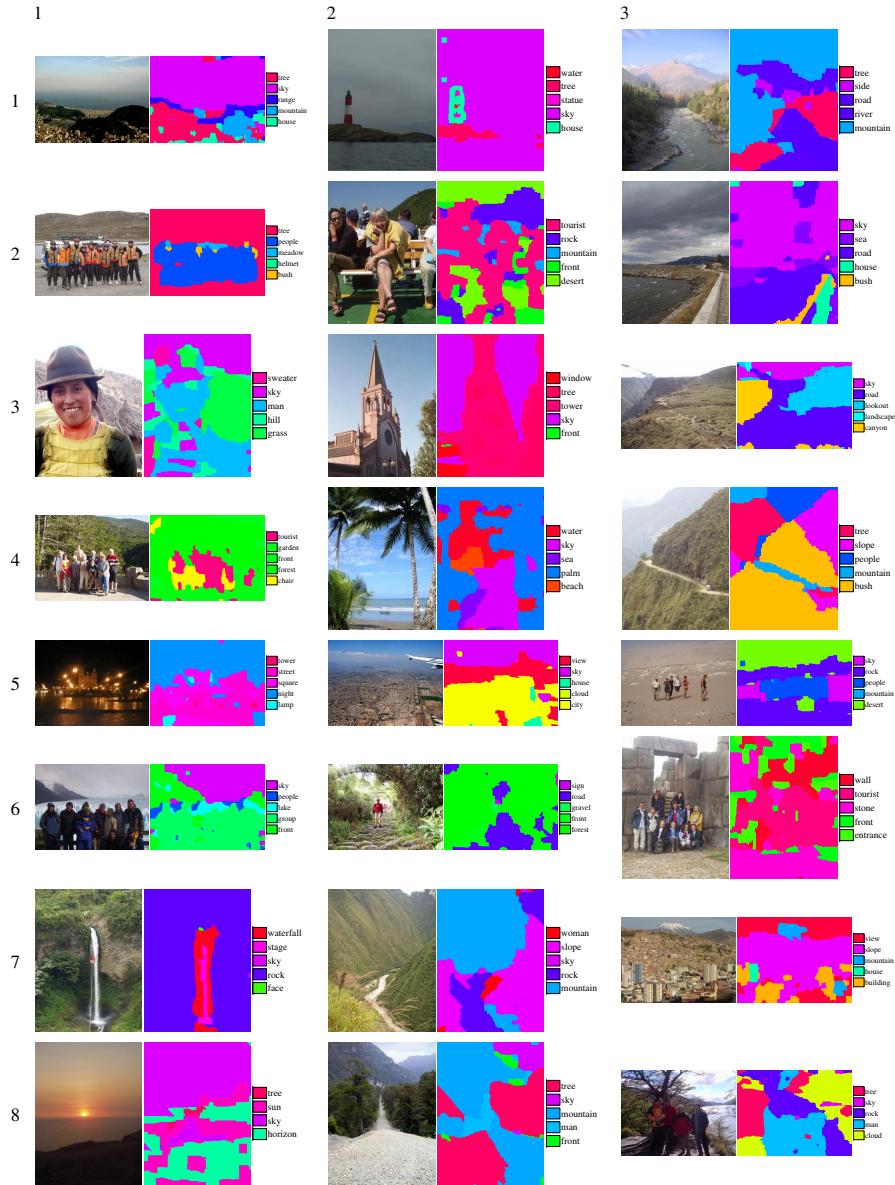 1 2 3
1
tree
sky
range
mountain
house
water
tree
statue
sky
house
tree
side
road
river
mountain
2
tree
people
meadow
helmet
bush
tourist
rock
mountain
front
desert
sky
sea
road
house
bush
3
sweater
sky
man
hill
grass
window
tree
tower
sky
front
sky
road
lookout
landscape
canyon
4
tourist
garden
front
forest
chair
water
sky
sea
palm
beach
tree
slope
people
mountain
bush
5
tower
street
square
night
lamp
view
sky
house
cloud
city
sky
rock
people
mountain
desert
6
sky
people
lake
group
front
sign
road
gravel
front
forest
wall
tourist
stone
front
entrance
7
waterfall
stage
sky
rock
face
woman
slope
sky
rock
mountain
view
slope
mountain
house
building
8
tree
sun
sky
horizon
tree
sky
mountain
man
front
tree
sky
rock
man
cloud